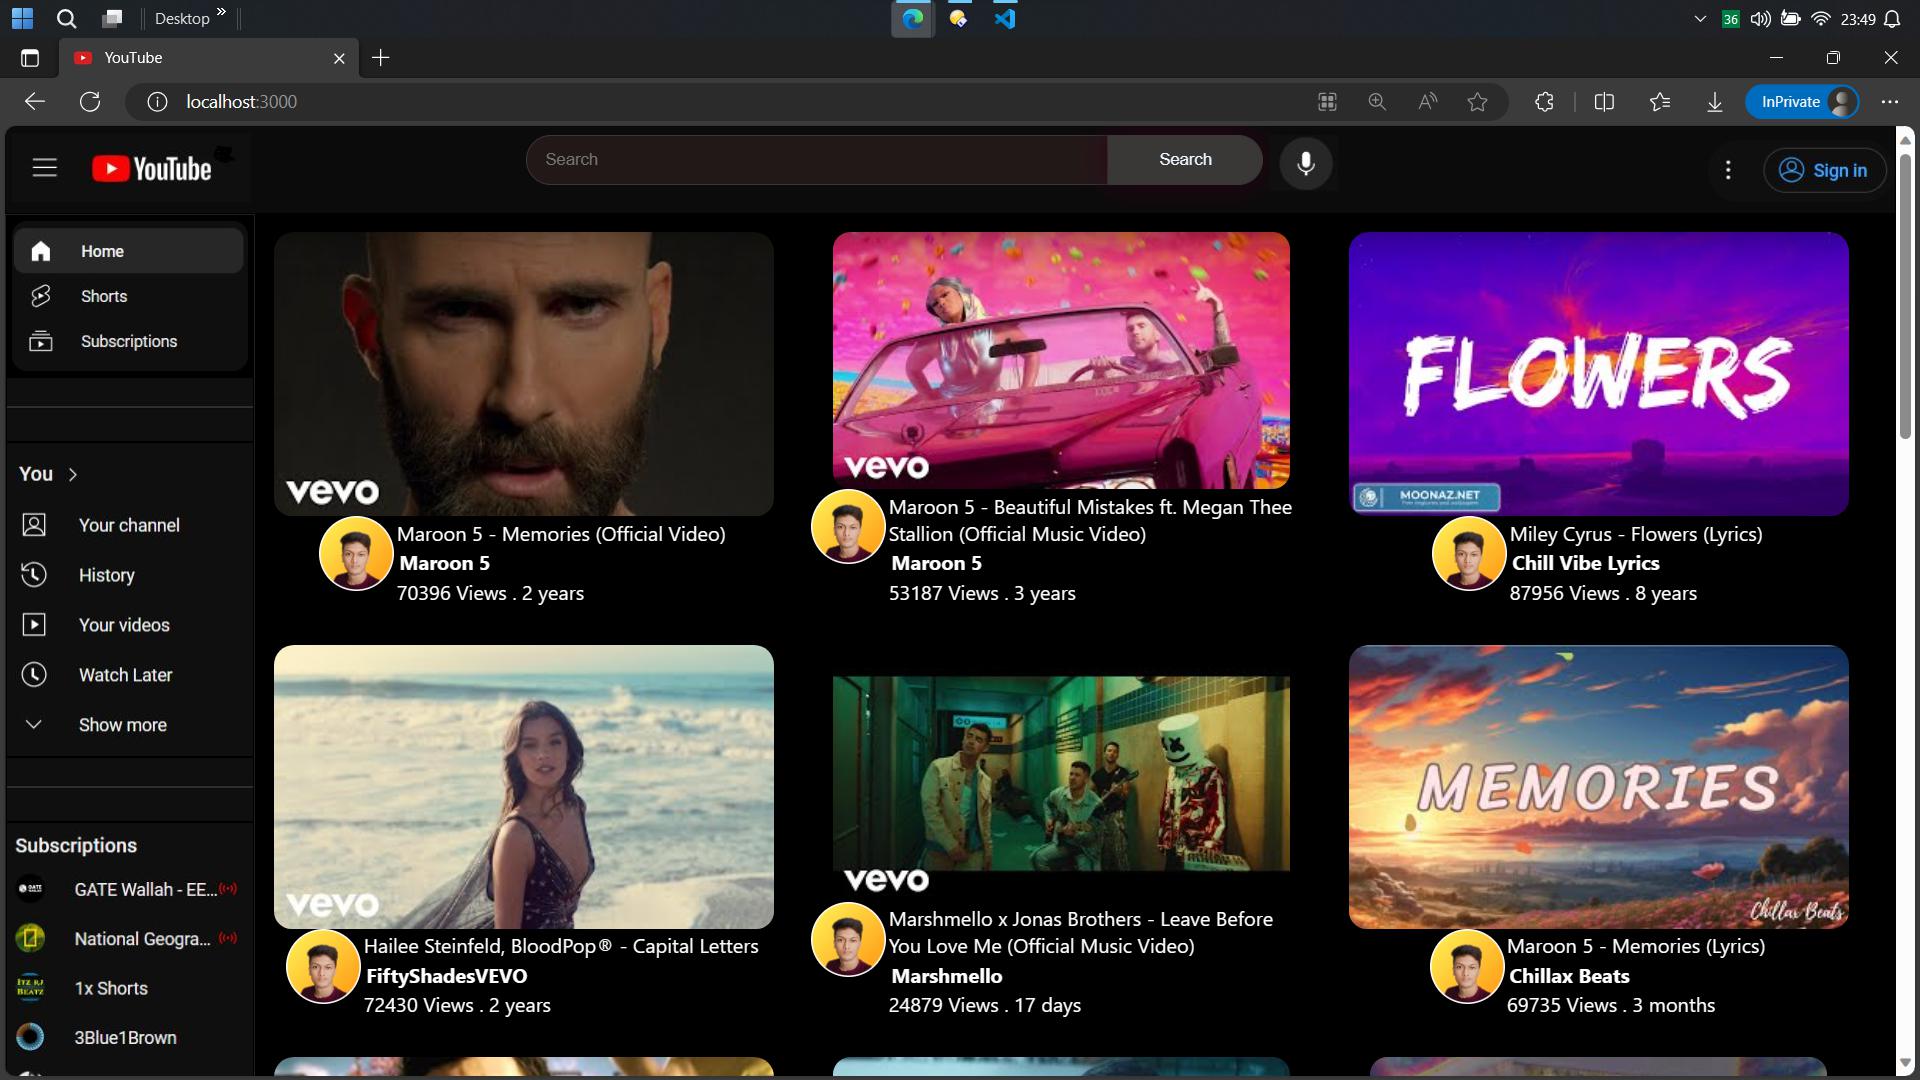 Desktop
36
23:49
YouTube
localhost:3000
InPrivate
YouTube
Search
Search
Sign in
Home
Shorts
Subscriptions
You
Your channel
History
Your videos
Watch Later
Show more
Subscriptions
GATE Wallah - EE...
National Geogra...
1x Shorts
3Blue1Brown
vevo
Maroon 5 - Memories (Official Video)
Maroon 5
70396 Views . 2 years
vevo
Maroon 5 - Beautiful Mistakes ft. Megan Thee
Stallion (Official Music Video)
Maroon 5
53187 Views . 3 years
FLOWERS
MOONAZ.NET
Miley Cyrus - Flowers (Lyrics)
Chill Vibe Lyrics
87956 Views . 8 years
vevo
Hailee Steinfeld, BloodPop® - Capital Letters
FiftyShadesVEVO
72430 Views . 2 years
vevo
Marshmello x Jonas Brothers - Leave Before
You Love Me (Official Music Video)
Marshmello
24879 Views . 17 days
MEMORIES
Chillax Beats
Maroon 5 - Memories (Lyrics)
Chillax Beats
69735 Views . 3 months